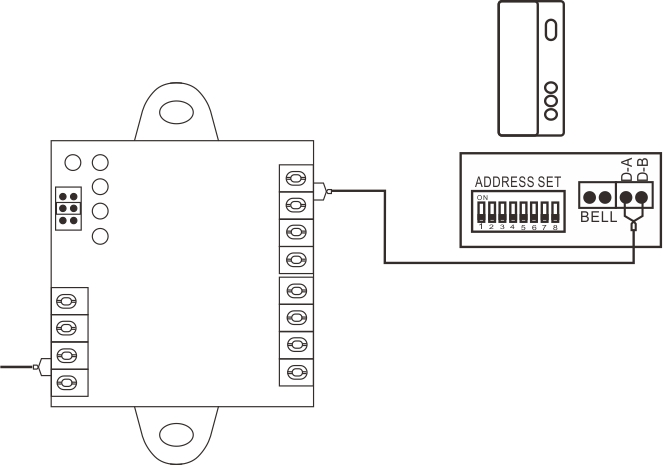 D-A
D-B
ADDRESS SET
ON
1 2 3 4 5 6 7 8
BELL